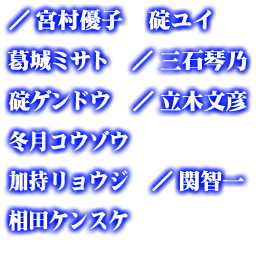 ／宮村優子　碇ユイ
葛城ミサト　／三石琴乃
碇ゲンドウ　／立木文彦
冬月コウゾウ
加持リョウジ　／関智一
相田ケンスケ